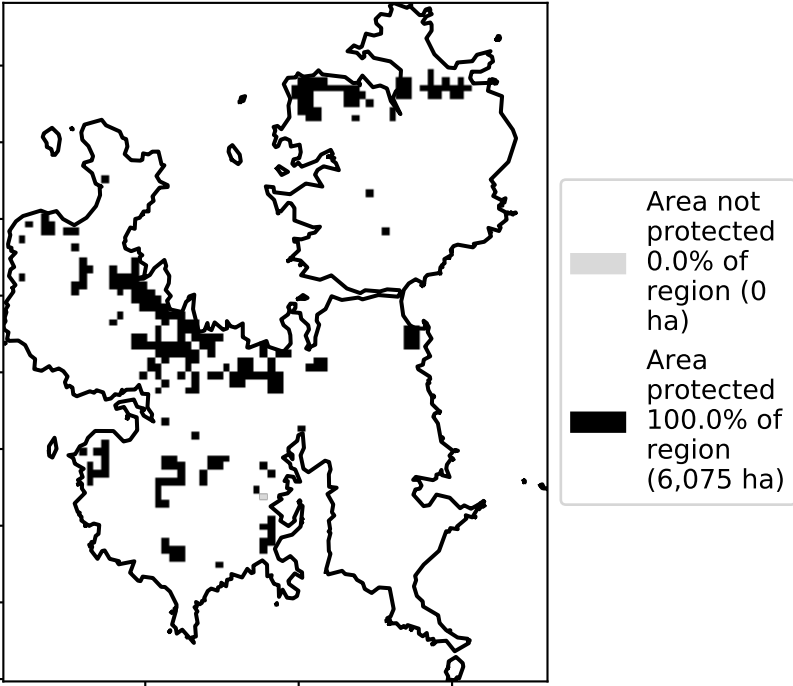 Area not
protected
0.0% of
region (0
ha)
Area
protected
100.0% of
region
(6,075 ha)